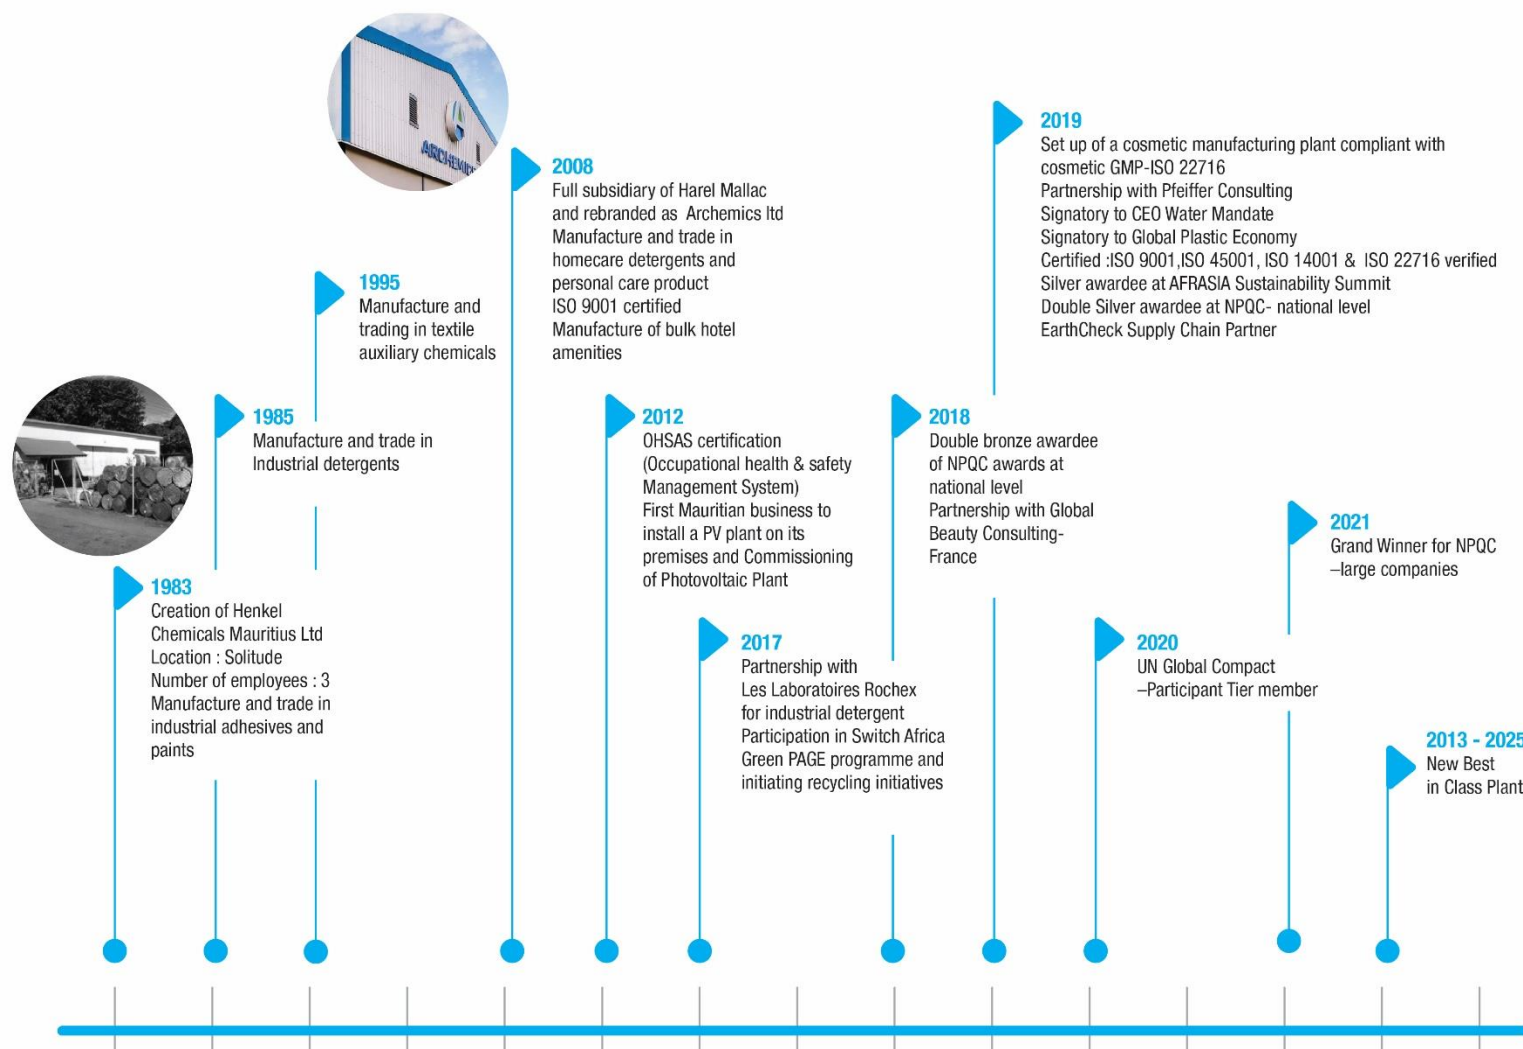 ARCHEMICS
1983
Creation of Henkel
Chemicals Mauritius Ltd
Location : Solitude
Number of employees : 3
Manufacture and trade in
industrial adhesives and
paints
1985
Manufacture and trade in
Industrial detergents
1995
Manufacture and
trading in textile
auxiliary chemicals
2008
Full subsidiary of Harel Mallac
and rebranded as Archemics ltd
Manufacture and trade in
homecare detergents and
personal care product
ISO 9001 certified
Manufacture of bulk hotel
amenities
2012
OHSAS certification
(Occupational health & safety
Management System)
First Mauritian business to
install a PV plant on its
premises and Commissioning
of Photovoltaic Plant
2017
Partnership with
Les Laboratoires Rochex
for industrial detergent
Participation in Switch Africa
Green PAGE programme and
initiating recycling initiatives
2018
Double bronze awardee
of NPQC awards at
national level
Partnership with Global
Beauty Consulting-
France
2019
Set up of a cosmetic manufacturing plant compliant with
cosmetic GMP-ISO 22716
Partnership with Pfeiffer Consulting
Signatory to CEO Water Mandate
Signatory to Global Plastic Economy
Certified :ISO 9001,ISO 45001, ISO 14001 & ISO 22716 verified
Silver awardee at AFRASIA Sustainability Summit
Double Silver awardee at NPQC- national level
EarthCheck Supply Chain Partner
2020
UN Global Compact
–Participant Tier member
2021
Grand Winner for NPQC
–large companies
2013 - 2025
New Best
in Class Plant